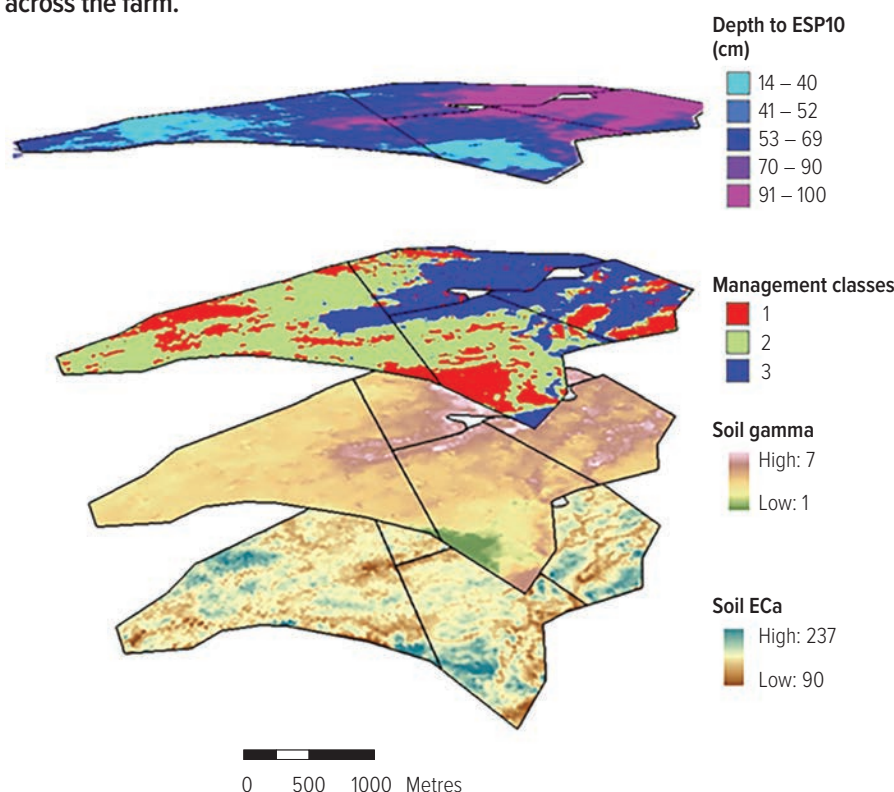 across the farm.
Depth to ESP10
(cm)
14 – 40
41 – 52
53 – 69
70 – 90
91 – 100
Management classes
1
2
3
Soil gamma
High: 7
Low: 1
Soil ECa
High: 237
Low: 90
0 500 1000 Metres